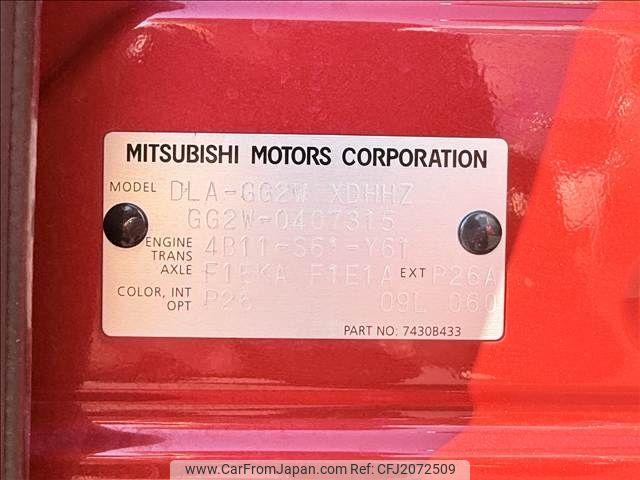 MITSUBISHI MOTORS CORPORATION
MODEL DLA-GG2W XDHHZ
GG2W-0407315
ENGINE 4B11-S61-Y61
TRANS
AXLE F1EKA F1E1A EXT P26A
COLOR, INT
OPT P26 09L 060
PART NO: 7430B433
www.CarFromJapan.com ref: CFJ2072509